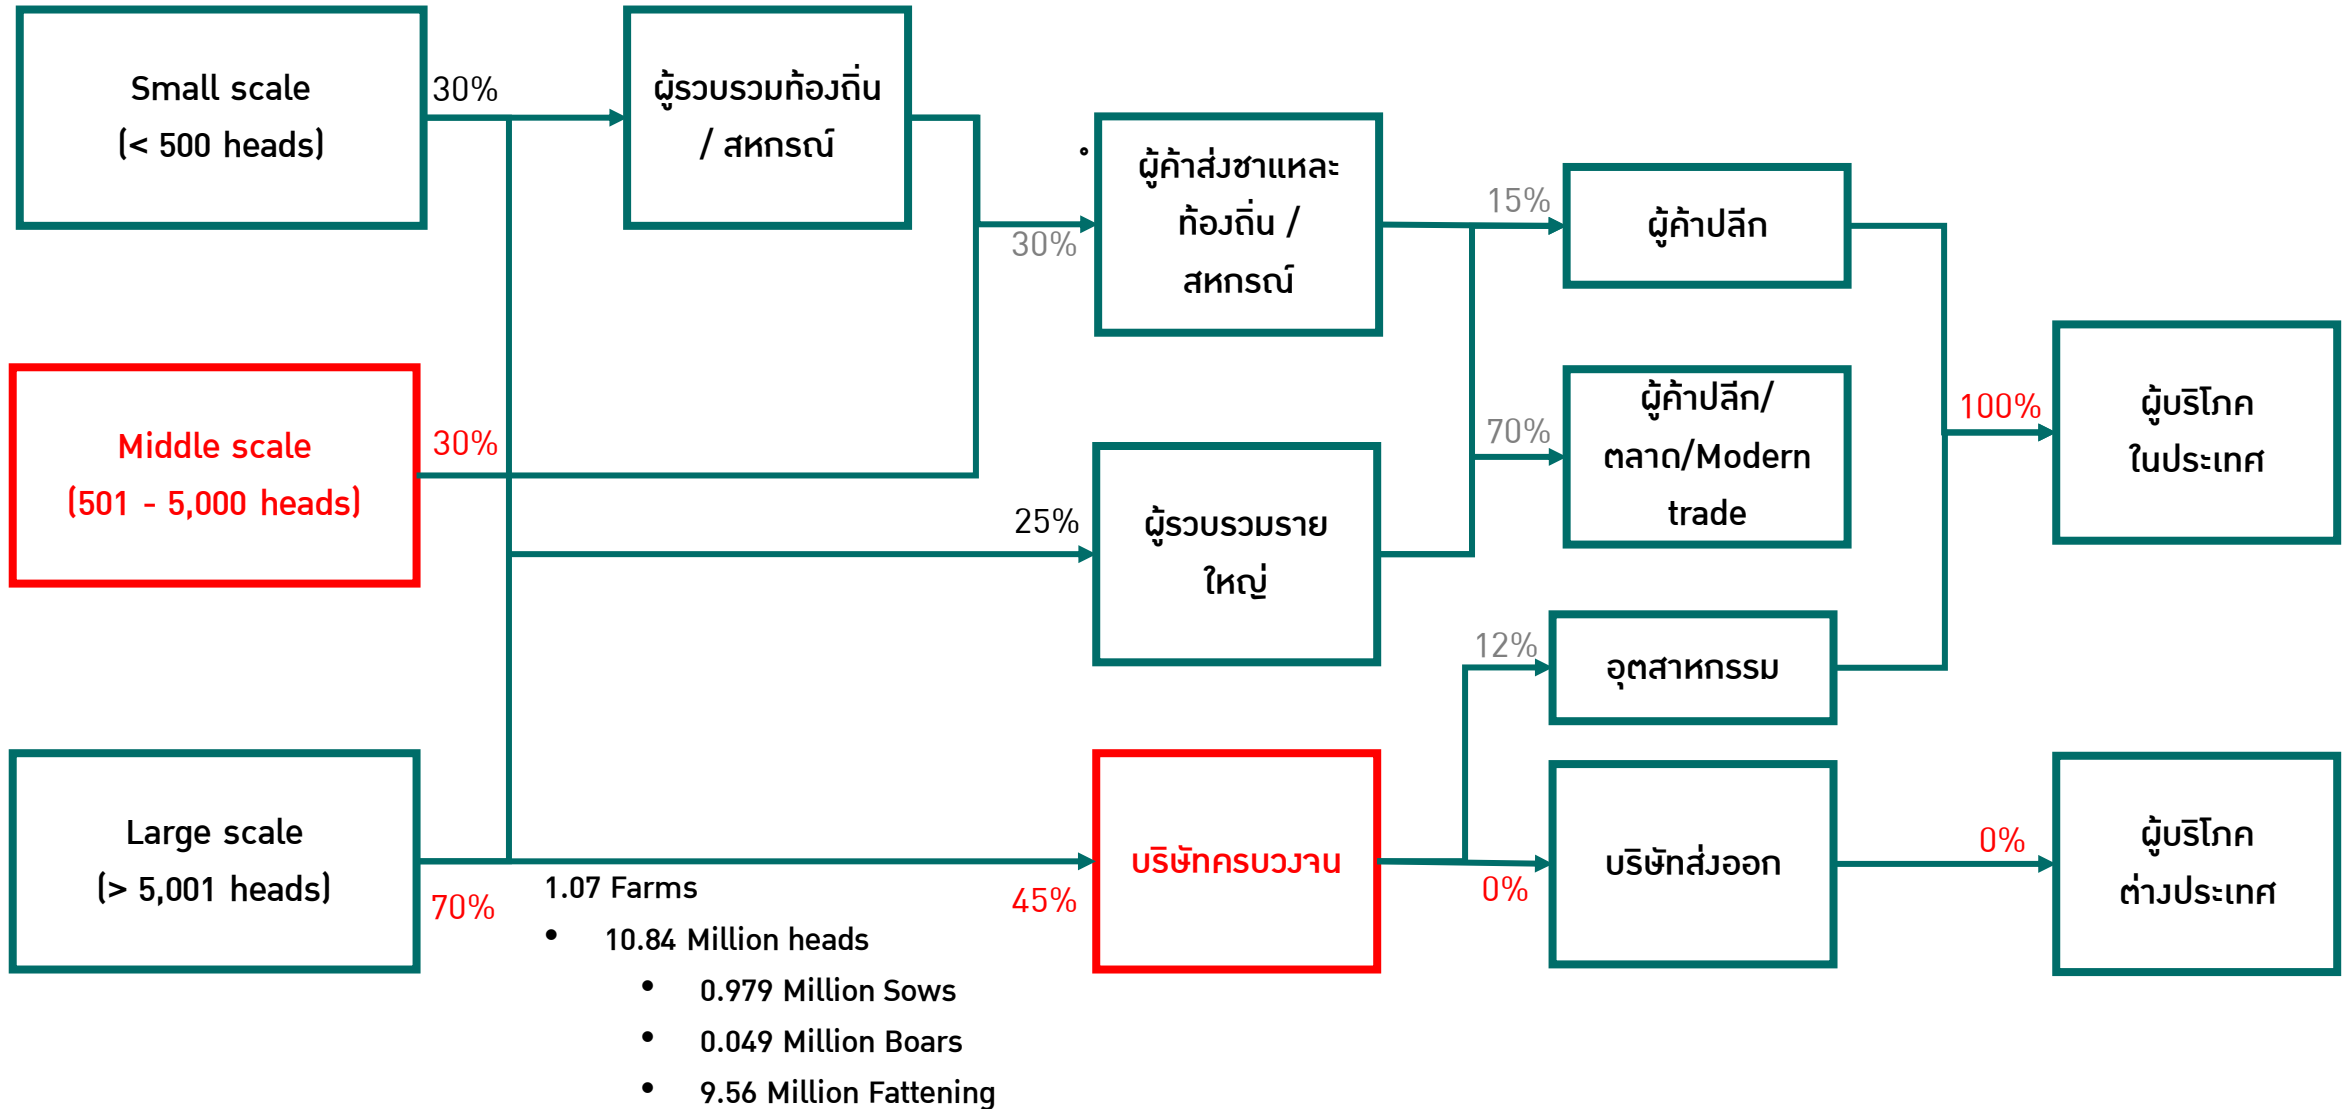 Small scale
(< 500 heads)
30%
ผู้รวบรวมท้องถิ่น
/ สหกรณ์
ผู้ค้าส่งชาแหละ
ท้องถิ่น /
สหกรณ์
30%
15%
ผู้ค้าปลีก
Middle scale
(501 - 5,000 heads)
30%
25%
ผู้รวบรวมราย
ใหญ่
70%
ผู้ค้าปลีก/
ตลาด/Modern
trade
100%
ผู้บริโภค
ในประเทศ
12%
อุตสาหกรรม
Large scale
(> 5,001 heads)
70%
1.07 Farms
• 10.84 Million heads
• 0.979 Million Sows
• 0.049 Million Boars
• 9.56 Million Fattening
45%
บริษัทครบวงจน
0%
บริษัทส่งออก
0%
ผู้บริโภค
ต่างประเทศ